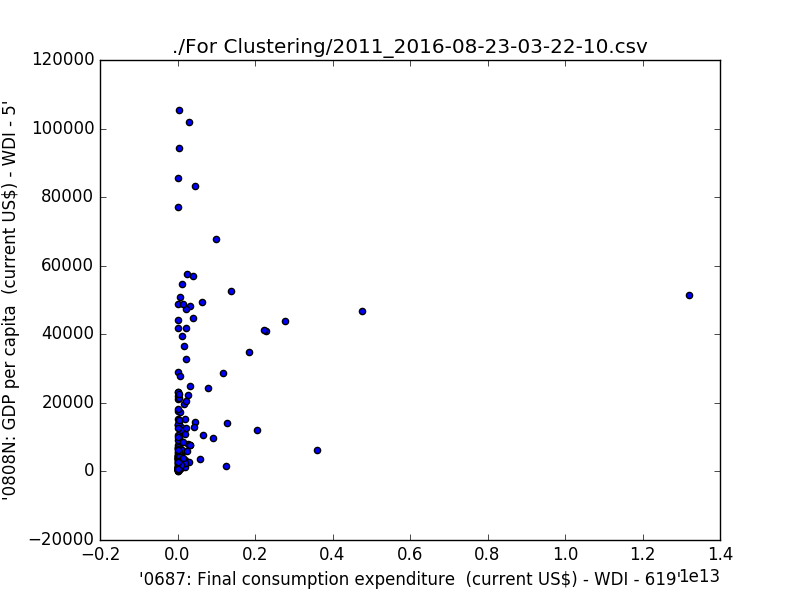 ./For Clustering/2011_2016-08-23-03-22-10.csv
120000
100000
80000
60000
40000
20000
0
−20000
'0808N: GDP per capita  (current US$) - WDI - 5'
−0.2 0.0 0.2 0.4 0.6 0.8 1.0 1.2 1.4
1e13
'0687: Final consumption expenditure  (current US$) - WDI - 619'